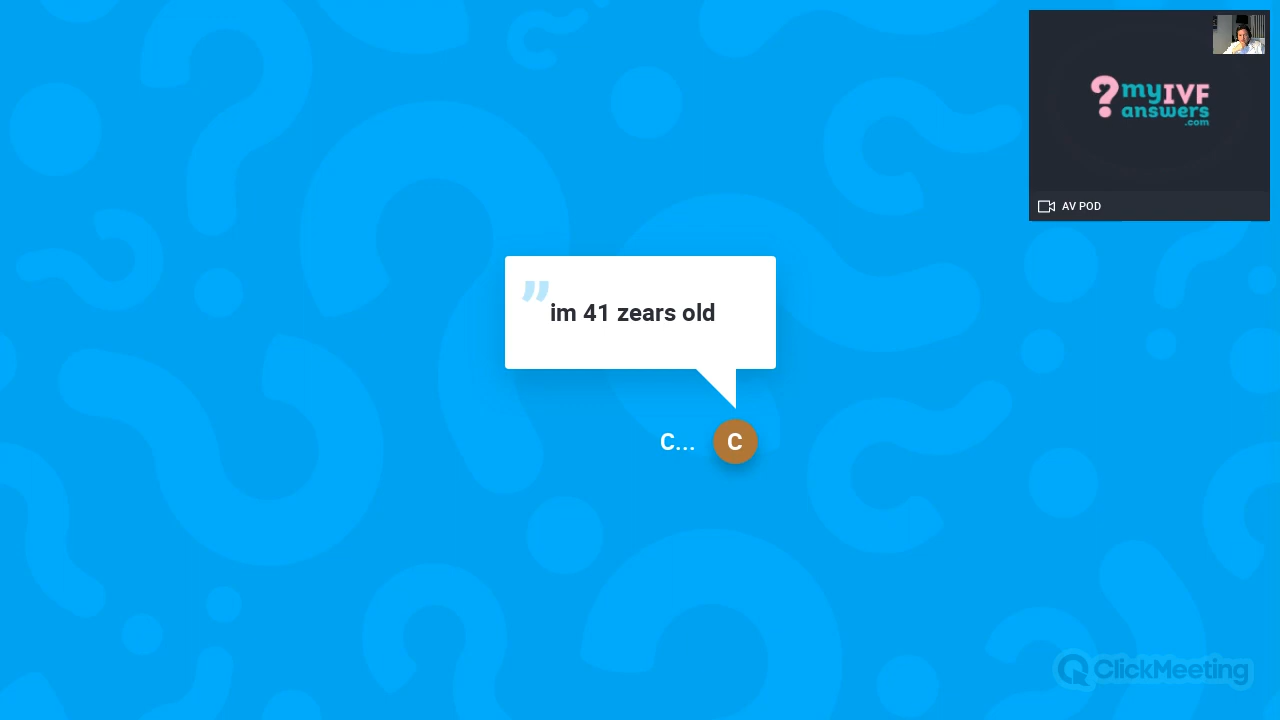 myIVF
answers
.com
AV POD
im 41 zears old
C...
C
ClickMeeting